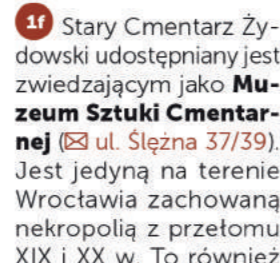 1f Stary Cmentarz Ży-
dowski udostępniany jest
zwiedzającym jako Mu-
zeum Sztuki Cmentar-
nej (✉ ul. Ślężna 37/39).
Jest jedyną na terenie
Wrocławia zachowaną
nekropolią z przełomu
XIX i XX w. To również